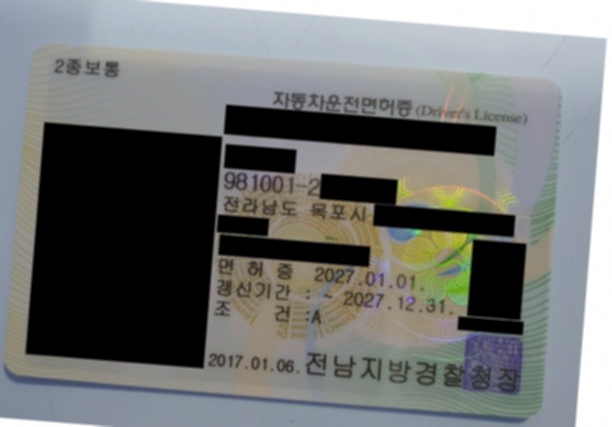 2종보통
자동차운전면허증 (Driver's License)
981001-2
전라남도 목포시
면 허 증 2027.01.01.
갱신기간 : ~ 2027.12.31.
조 건 :A
2017.01.06. 전남지방경찰청장